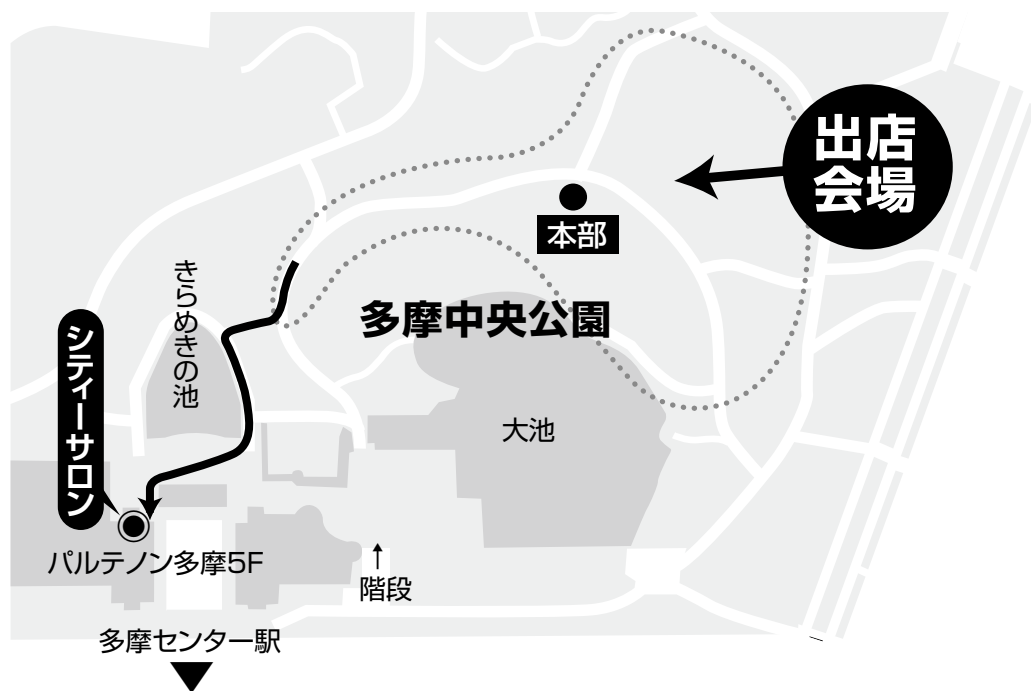 出店
会場
本部
多摩中央公園
きらめきの池
シティーサロン
大池
パルテノン多摩5F
↑
階段
多摩センター駅
▼